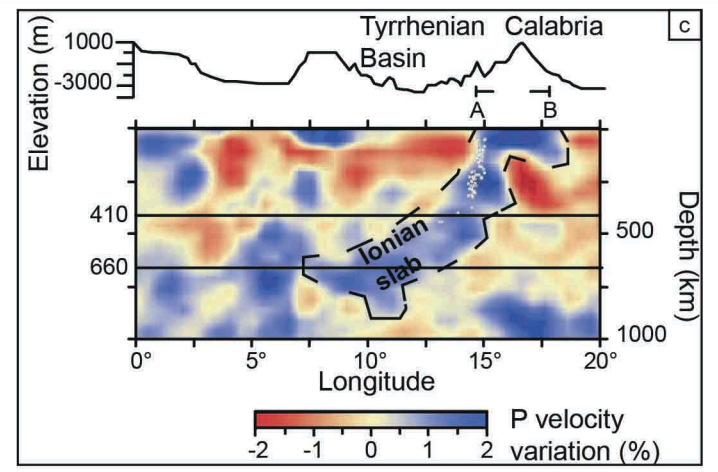 Tyrrhenian Basin
Calabria
c
Elevation (m)
1000
-3000
A
B
410
660
Ionian
slab
500
1000
Depth (km)
0° 5° 10° 15° 20°
Longitude
-2 -1 0 1 2
P velocity
variation (%)